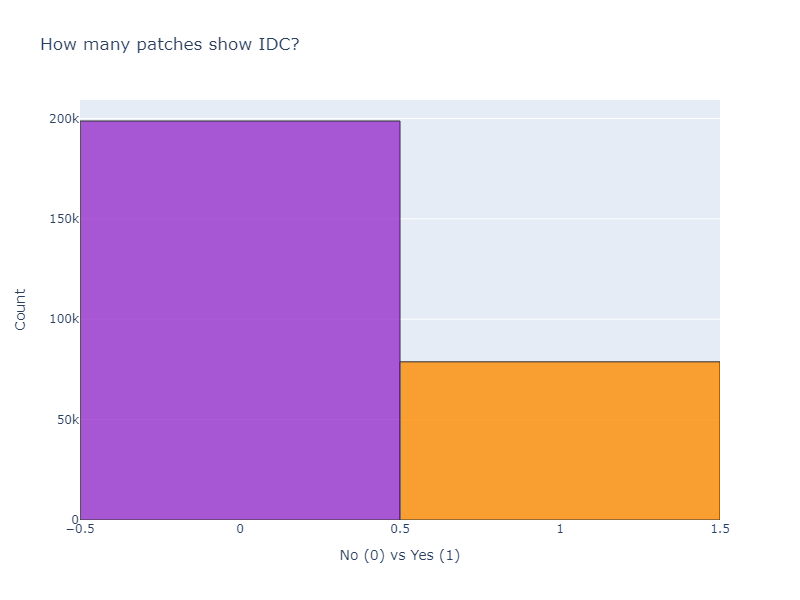 How many patches show IDC?
200k
150k
100k
50k
0
Count
−0.5
0
0.5
1
1.5
No (0) vs Yes (1)